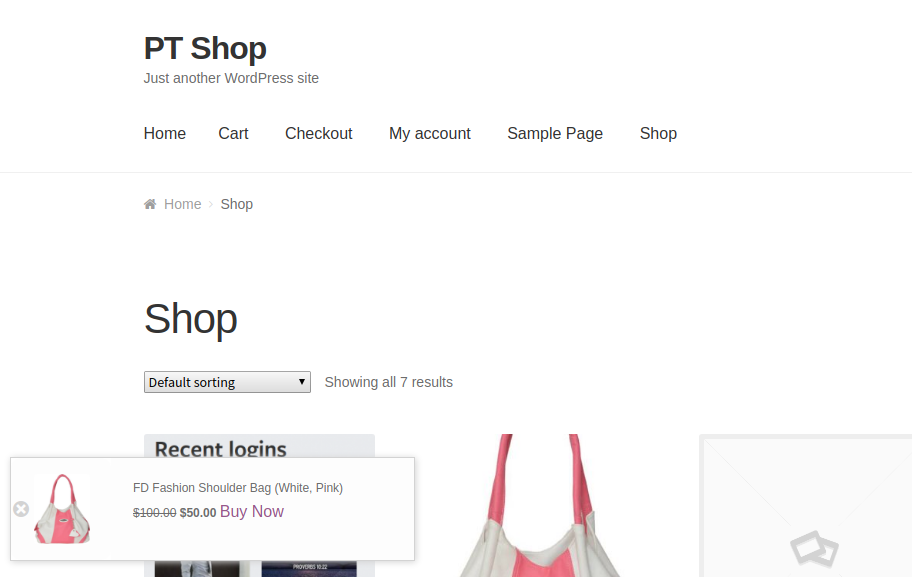 PT Shop
Just another WordPress site
Home Cart Checkout My account Sample Page Shop
Home › Shop
Shop
Default sorting Showing all 7 results
Recent logins
FD Fashion Shoulder Bag (White, Pink)
$100.00 $50.00 Buy Now
PROVERBS 10:22